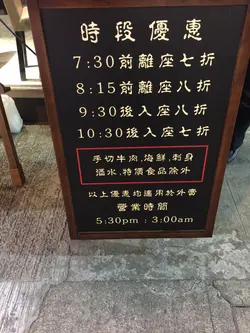 時段優惠
7:30前離座七折
8:15前離座八折
9:30後入座八折
10:30後入座七折
手切牛肉,海鮮,刺身
酒水,特價食品除外
以上優惠均適用於外賣
營業時間
5:30pm : 3:00am